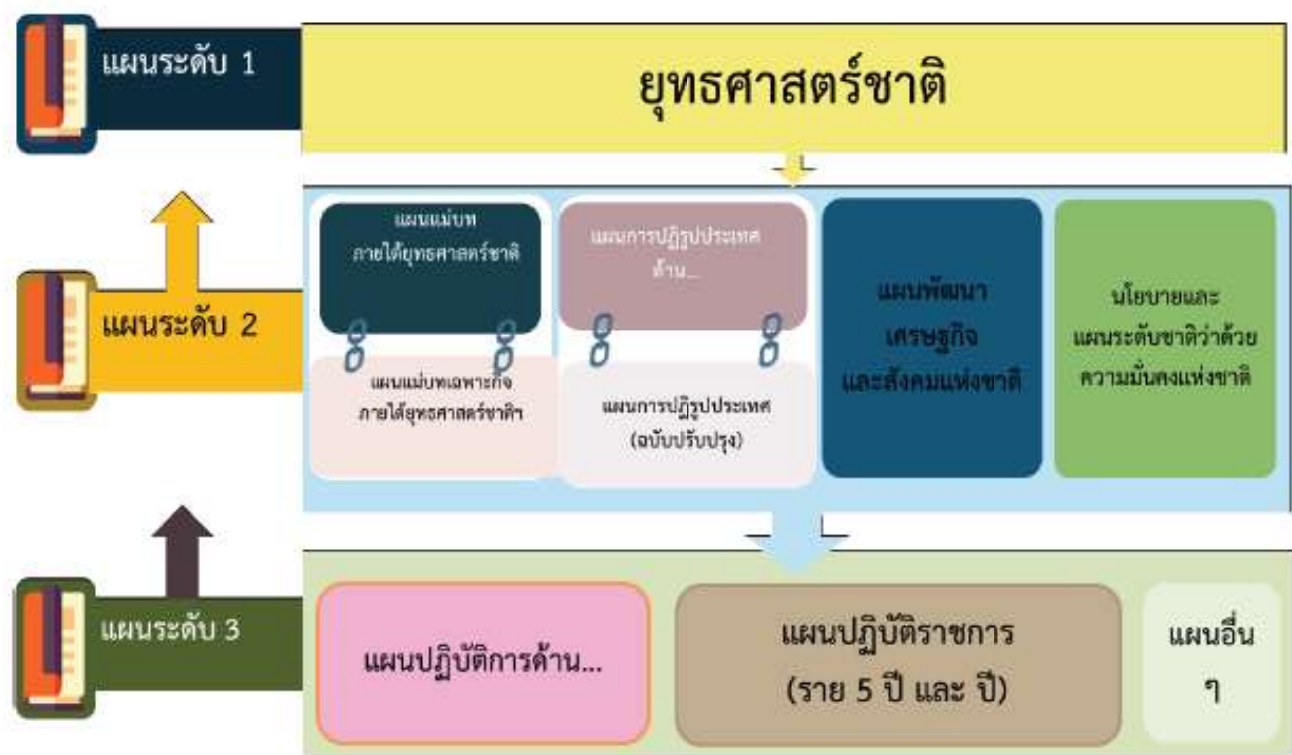 แผนระดับ 1
ยุทธศาสตร์ชาติ
แผนระดับ 2
แผนแม่บท
ภายใต้ยุทธศาสตร์ชาติ
แผนแม่บทเฉพาะกิจ
ภายใต้ยุทธศาสตร์ชาติฯ
แผนการปฏิรูปประเทศ
ด้าน...
แผนการปฏิรูปประเทศ
(ฉบับปรับปรุง)
แผนพัฒนา
เศรษฐกิจ
และสังคมแห่งชาติ
นโยบายและ
แผนระดับชาติว่าด้วย
ความมั่นคงแห่งชาติ
แผนระดับ 3
แผนปฏิบัติการด้าน...
แผนปฏิบัติราชการ
(ราย 5 ปี และ ปี)
แผนอื่น
ๆ